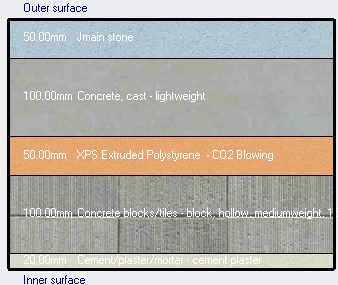 Outer surface
50.00mm Jmain stone
100.00mm Concrete, cast - lightweight
50.00mm XPS Extruded Polystyrene - CO2 Blowing
100.00mm Concrete blocks/tiles - block, hollow, mediumweight, 1
20.00mm Cement/plaster/mortar - cement plaster
Inner surface